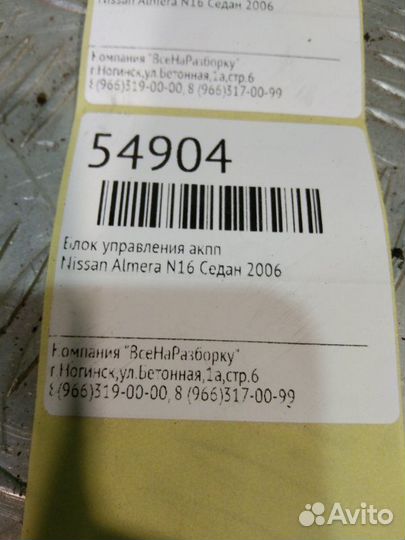 Nissan Almera N16 Седан 2006
Компания "ВсеНаРазборку"
г.Ногинск,ул.Бетонная,1а,стр.6
8(966)319-00-00, 8 (966)317-00-99
54904
Блок управления акпп
Nissan Almera N16 Седан 2006
Компания "ВсеНаРазборку"
г.Ногинск,ул.Бетонная,1а,стр.6
8(966)319-00-00, 8 (966)317-00-99
Avito